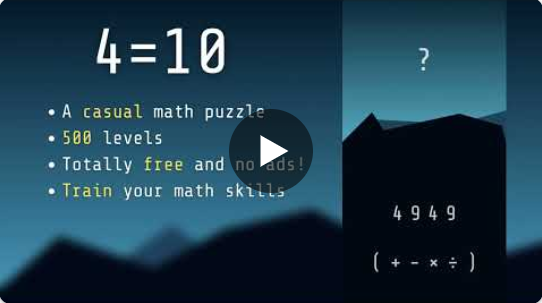 4=10
• A casual math puzzle
• 500 levels
• Totally free and no ads!
• Train your math skills
?
4 9 4 9
( + - × ÷ )